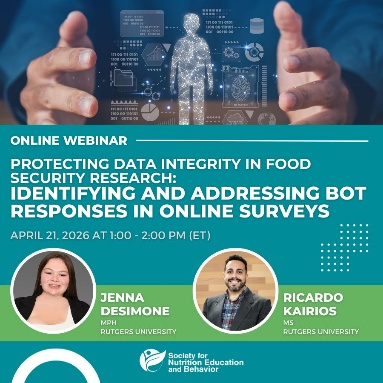 ONLINE WEBINAR
PROTECTING DATA INTEGRITY IN FOOD
SECURITY RESEARCH:
IDENTIFYING AND ADDRESSING BOT
RESPONSES IN ONLINE SURVEYS
APRIL 21, 2026 AT 1:00 - 2:00 PM (ET)
JENNA
DESIMONE
MPH
RUTGERS UNIVERSITY
RICARDO
KAIRIOS
MS
RUTGERS UNIVERSITY
Society for
Nutrition Education
and Behavior